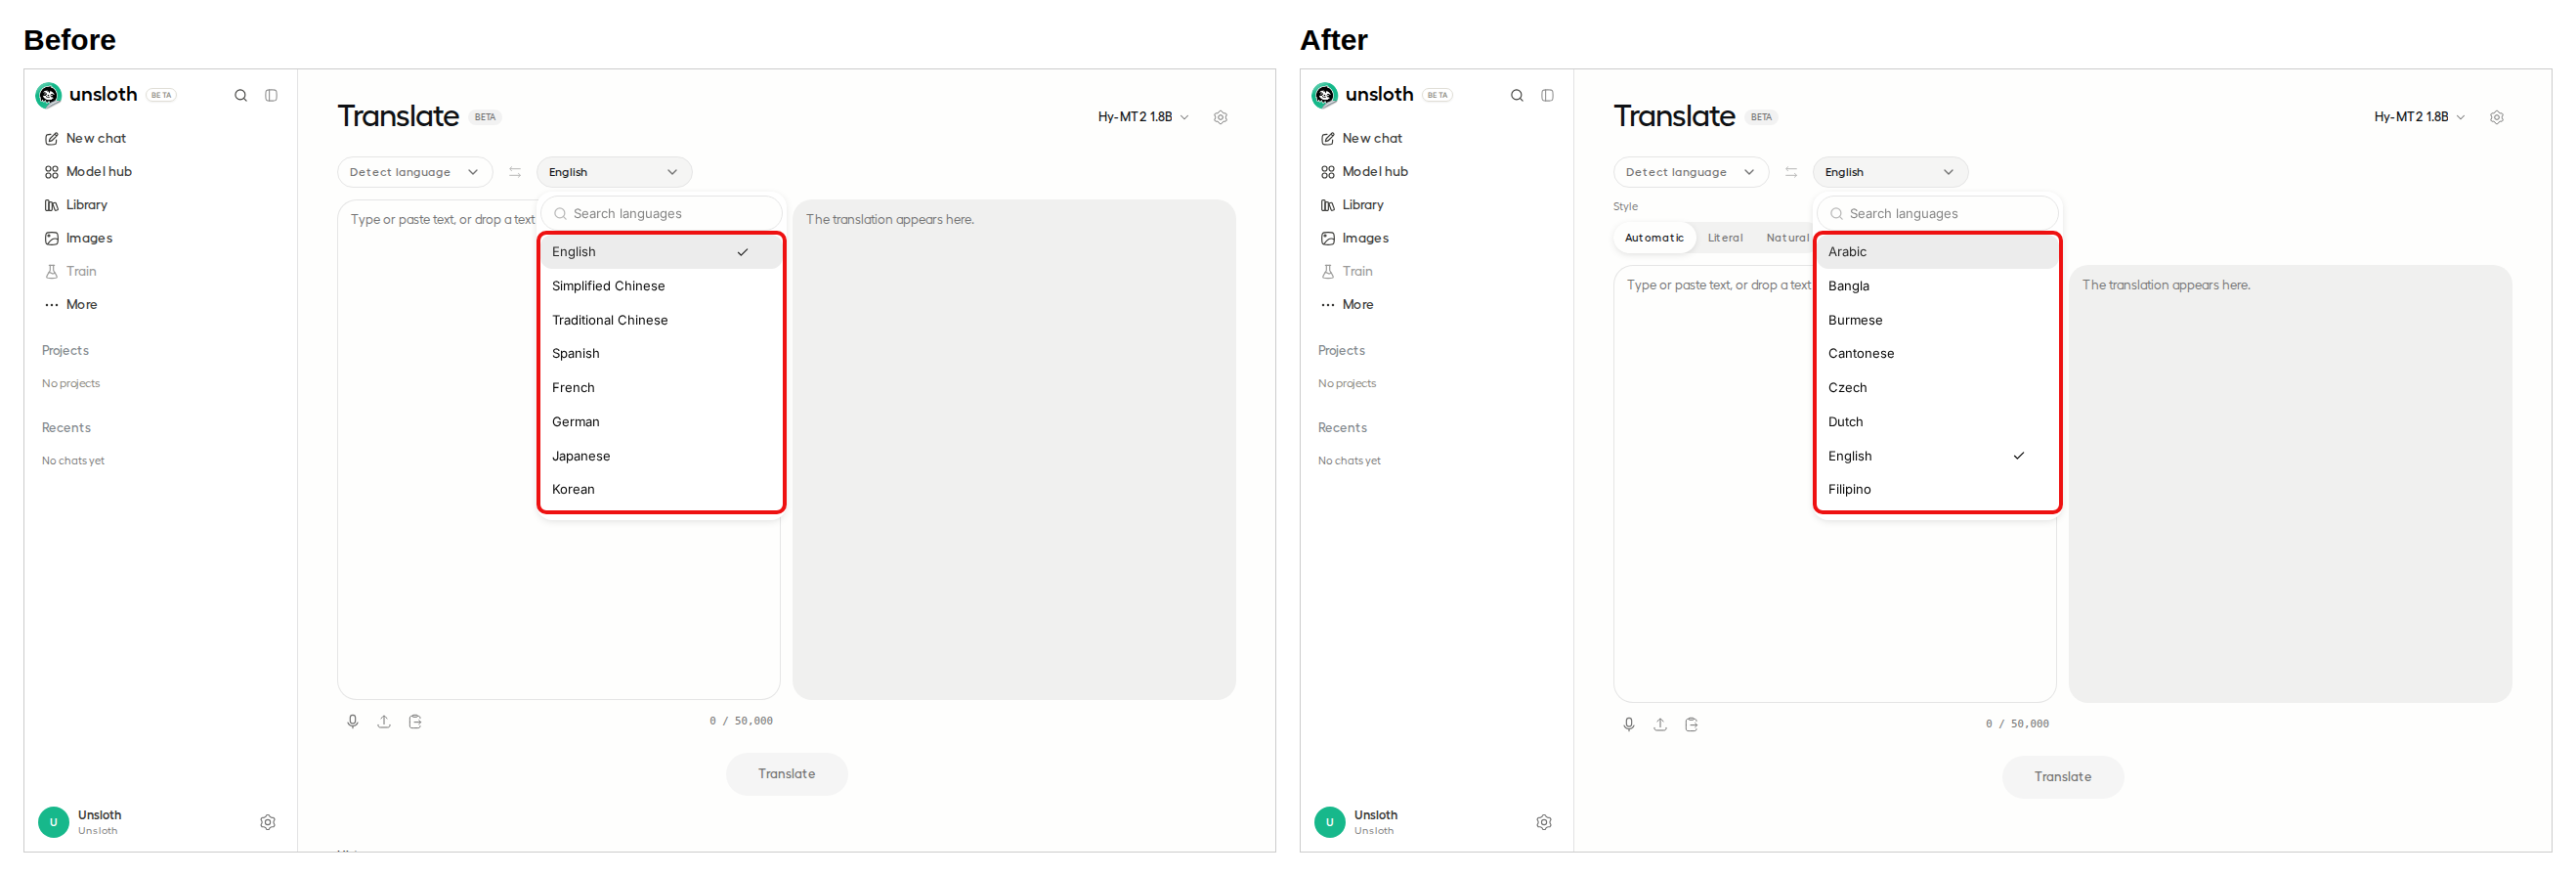 Before
unsloth BETA
New chat
Model hub
Library
Images
Train
More
Projects
No projects
Recents
No chats yet
U
Unsloth
Unsloth
Translate BETA
Hy-MT2 1.8B
Detect language
English
Type or paste text, or drop a text
Search languages
English
Simplified Chinese
Traditional Chinese
Spanish
French
German
Japanese
Korean
The translation appears here.
0 / 50,000
Translate
After
unsloth BETA
New chat
Model hub
Library
Images
Train
More
Projects
No projects
Recents
No chats yet
U
Unsloth
Unsloth
Translate BETA
Hy-MT2 1.8B
Detect language
English
Style
Automatic Literal Natural
Type or paste text, or drop a text
Search languages
Arabic
Bangla
Burmese
Cantonese
Czech
Dutch
English
Filipino
The translation appears here.
0 / 50,000
Translate